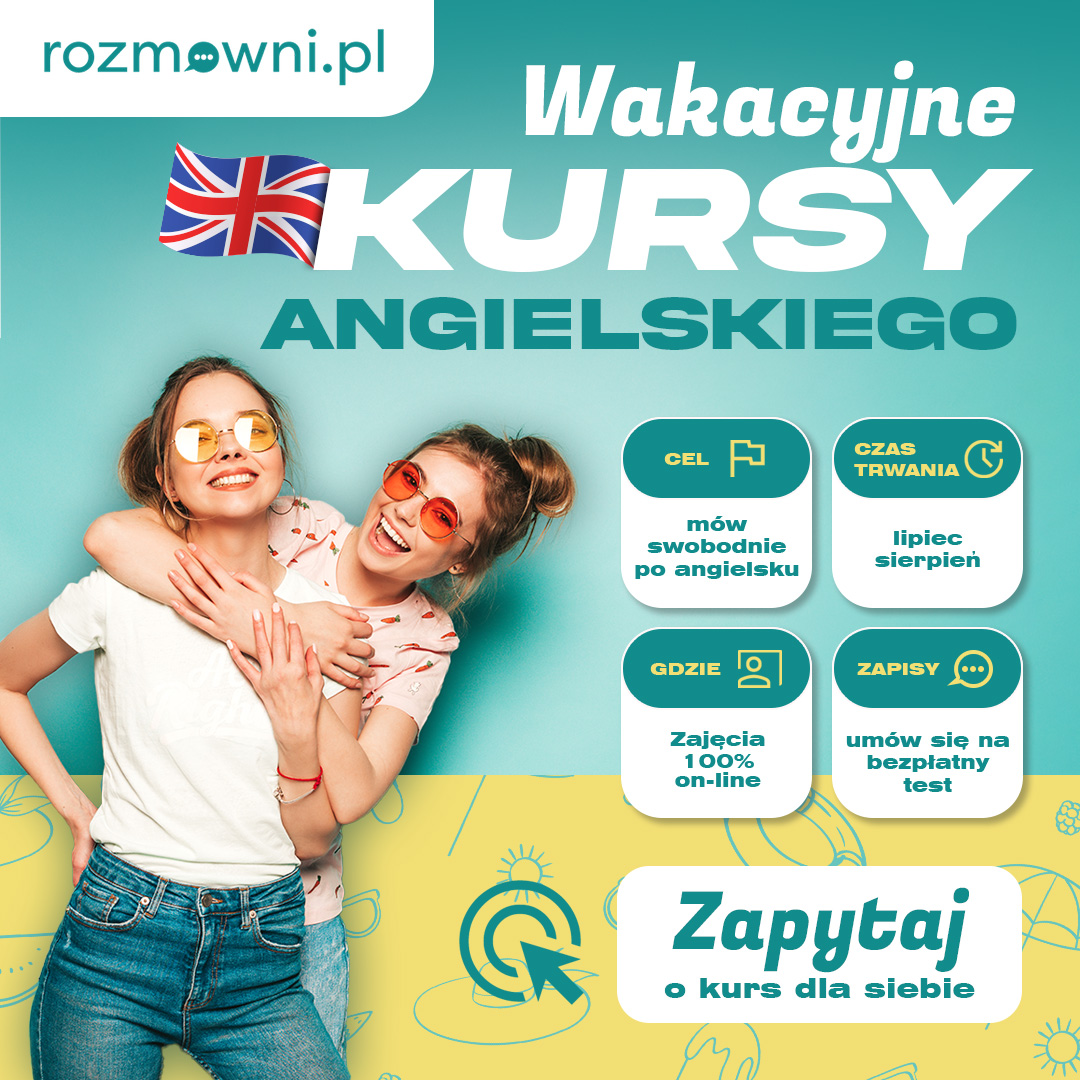 rozmowni.pl
Wakacyjne
KURSY
ANGIELSKIEGO
CEL
mów
swobodnie
po angielsku
CZAS
TRWANIA
lipiec
sierpień
GDZIE
Zajęcia
100%
on-line
ZAPISY
umów się na
bezpłatny
test
Zapytaj
o kurs dla siebie